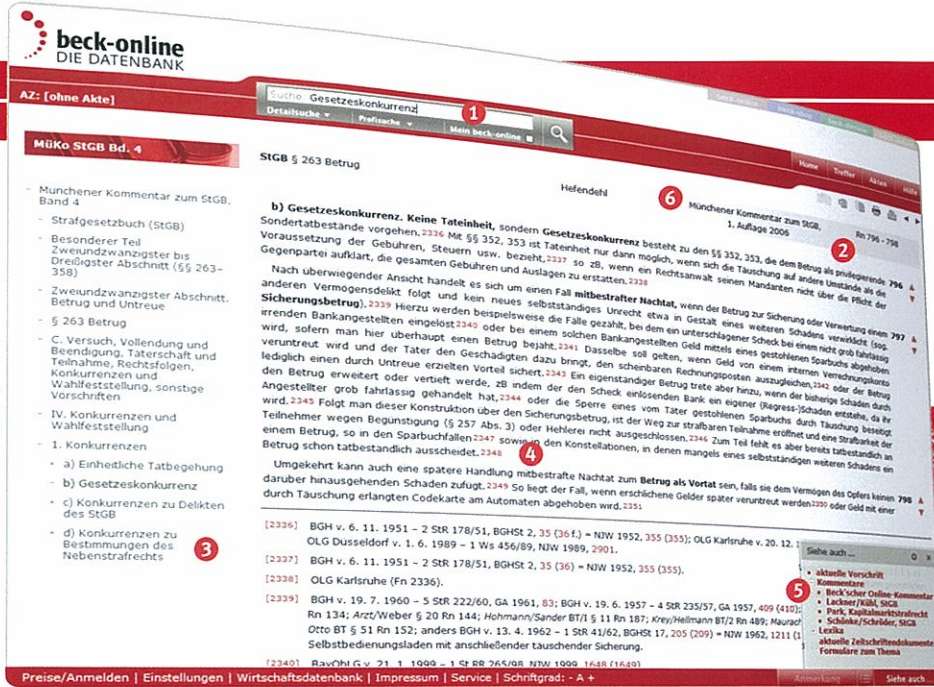 beck-online
DIE DATENBANK
AZ: [ohne Akte]
Suche: Gesetzeskonkurrenz
1
Detailsuche
Profisuche
Mein beck-online
Home
Treffer
Akten
Hilfe
MüKo StGB Bd. 4
- Munchener Kommentar zum StGB,
Band 4
- Strafgesetzbuch (StGB)
- Besonderer Teil
Zweiundzwanzigster bis
Dreißigster Abschnitt (§§ 263–
358)
- Zweiundzwanzigster Abschnitt,
Betrug und Untreue
- § 263 Betrug
- C. Versuch, Vollendung und
Beendigung, Täterschaft und
Teilnahme, Rechtsfolgen,
Konkurrenzen und
Wahlfeststellung, sonstige
Vorschriften
- IV. Konkurrenzen und
Wahlfeststellung
- 1. Konkurrenzen
• a) Einheitliche Tatbegehung
- b) Gesetzeskonkurrenz
• c) Konkurrenzen zu Delikten
des StGB
• d) Konkurrenzen zu
Bestimmungen des
Nebenstrafrechts
3
StGB § 263 Betrug
Hefendehl
6
Münchener Kommentar zum StGB,
1. Auflage 2006
Rn 796 - 798
2
b) Gesetzeskonkurrenz. Keine Tateinheit, sondern Gesetzeskonkurrenz besteht zu den §§ 352, 353, die dem Betrug als privilegierende 796
Sondertatbestände vorgehen.2336 Mit §§ 352, 353 ist Tateinheit nur dann möglich, wenn sich die Täuschung auf andere Umstände als die
Voraussetzung der Gebühren, Steuern usw. bezieht,2337 so zB, wenn ein Rechtsanwalt seinen Mandanten nicht über die Pflicht der
Gegenpartei aufklärt, die gesamten Gebühren und Auslagen zu erstatten.2338
Nach überwiegender Ansicht handelt es sich um einen Fall mitbestrafter Nachtat, wenn der Betrug zur Sicherung oder Verwertung einem 797
anderen Vermögensdelikt folgt und kein neues selbstständiges Unrecht etwa in Gestalt eines weiteren Schadens verwirklicht (sog.
Sicherungsbetrug).2339 Hierzu werden beispielsweise die Fälle gezählt, bei dem ein unterschlagener Scheck bei einem nicht grob fahrlässig
irrenden Bankangestellten eingelöst2340 oder bei einem solchen Bankangestellten Geld mittels eines gestohlenen Sparbuchs abgehoben
wird, sofern man hier überhaupt einen Betrug bejaht.2341 Dasselbe soll gelten, wenn Geld von einem internen Verrechnungskonto
veruntreut wird und der Täter den Geschädigten dazu bringt, den scheinbaren Rechnungsposten auszugleichen,2342 oder der Betrug
lediglich einen durch Untreue erzielten Vorteil sichert.2343 Ein eigenständiger Betrug trete aber hinzu, wenn der bisherige Schaden durch
den Betrug erweitert oder vertieft werde, zB indem der den Scheck einlösenden Bank ein eigener (Regress-)Schaden entstehe, da ihr
Angestellter grob fahrlässig gehandelt hat,2344 oder die Sperre eines vom Täter gestohlenen Sparbuchs durch Täuschung beseitigt
wird.2345 Folgt man dieser Konstruktion über den Sicherungsbetrug, ist der Weg zur strafbaren Teilnahme eröffnet und eine Strafbarkeit der
Teilnehmer wegen Begünstigung (§ 257 Abs. 3) oder Hehlerei nicht ausgeschlossen.2346 Zum Teil fehlt es aber bereits tatbestandlich an
einem Betrug, so in den Sparbuchfällen2347 sowie in den Konstellationen, in denen mangels eines selbstständigen weiteren Schadens ein
Betrug schon tatbestandlich ausscheidet.2348
4
Umgekehrt kann auch eine spätere Handlung mitbestrafte Nachtat zum Betrug als Vortat sein, falls sie dem Vermögen des Opfers keinen 798
darüber hinausgehenden Schaden zufügt.2349 So liegt der Fall, wenn erschlichene Gelder später veruntreut werden2350 oder Geld mit einer
durch Täuschung erlangten Codekarte am Automaten abgehoben wird.2351
[2336] BGH v. 6. 11. 1951 – 2 StR 178/51, BGHSt 2, 35 (36 f.) = NJW 1952, 355 (355); OLG Karlsruhe v. 20. 12.
OLG Düsseldorf v. 1. 6. 1989 – 1 Ws 456/89, NJW 1989, 2901.
[2337] BGH v. 6. 11. 1951 – 2 StR 178/51, BGHSt 2, 35 (36) = NJW 1952, 355 (355).
[2338] OLG Karlsruhe (Fn 2336).
[2339] BGH v. 19. 7. 1960 – 5 StR 222/60, GA 1961, 83; BGH v. 19. 6. 1957 – 4 StR 235/57, GA 1957, 409 (410);
Rn 134; Arzt/Weber § 20 Rn 144; Hohmann/Sander BT/I § 11 Rn 187; Krey/Hellmann BT/2 Rn 489; Maurach
Otto BT § 51 Rn 152; anders BGH v. 13. 4. 1962 – 1 StR 41/62, BGHSt 17, 205 (209) = NJW 1962, 1211
Selbstbedienungsladen mit anschließender täuschender Sicherung.
[2340] BayObLG v. 21. 1. 1999 – 1 St RR 265/98, NJW 1999, 1648 (1649)
Siehe auch ...
• aktuelle Vorschrift
- Kommentare
5
• Beck'scher Online-Kommentar
• Lackner/Kühl, StGB
• Park, Kapitalmarktstrafrecht
• Schönke/Schröder, StGB
- Lexika
aktuelle Zeitschriftendokumente
Formulare zum Thema
Preise/Anmelden | Einstellungen | Wirtschaftsdatenbank | Impressum | Service | Schriftgrad: - A +
Anmerkung
Siehe auch...